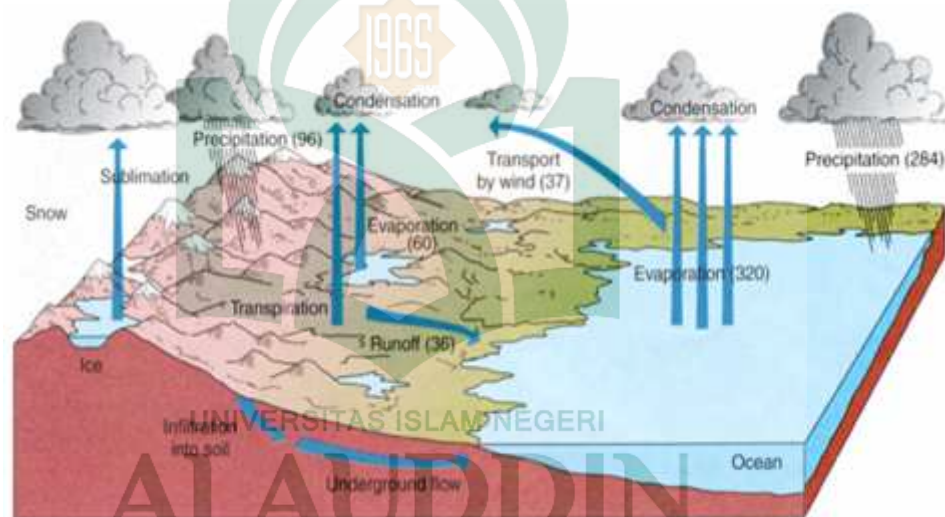 1965
Condensation
Condensation
Precipitation (96)
Precipitation (284)
Transport
by wind (37)
Sublimation
Snow
Evaporation
(60)
Evaporation (320)
Transpiration
Runoff (36)
Ice
UNIVERSITAS ISLAM NEGERI
Infiltration
into soil
Ocean
Underground flow
ALAUDDIN